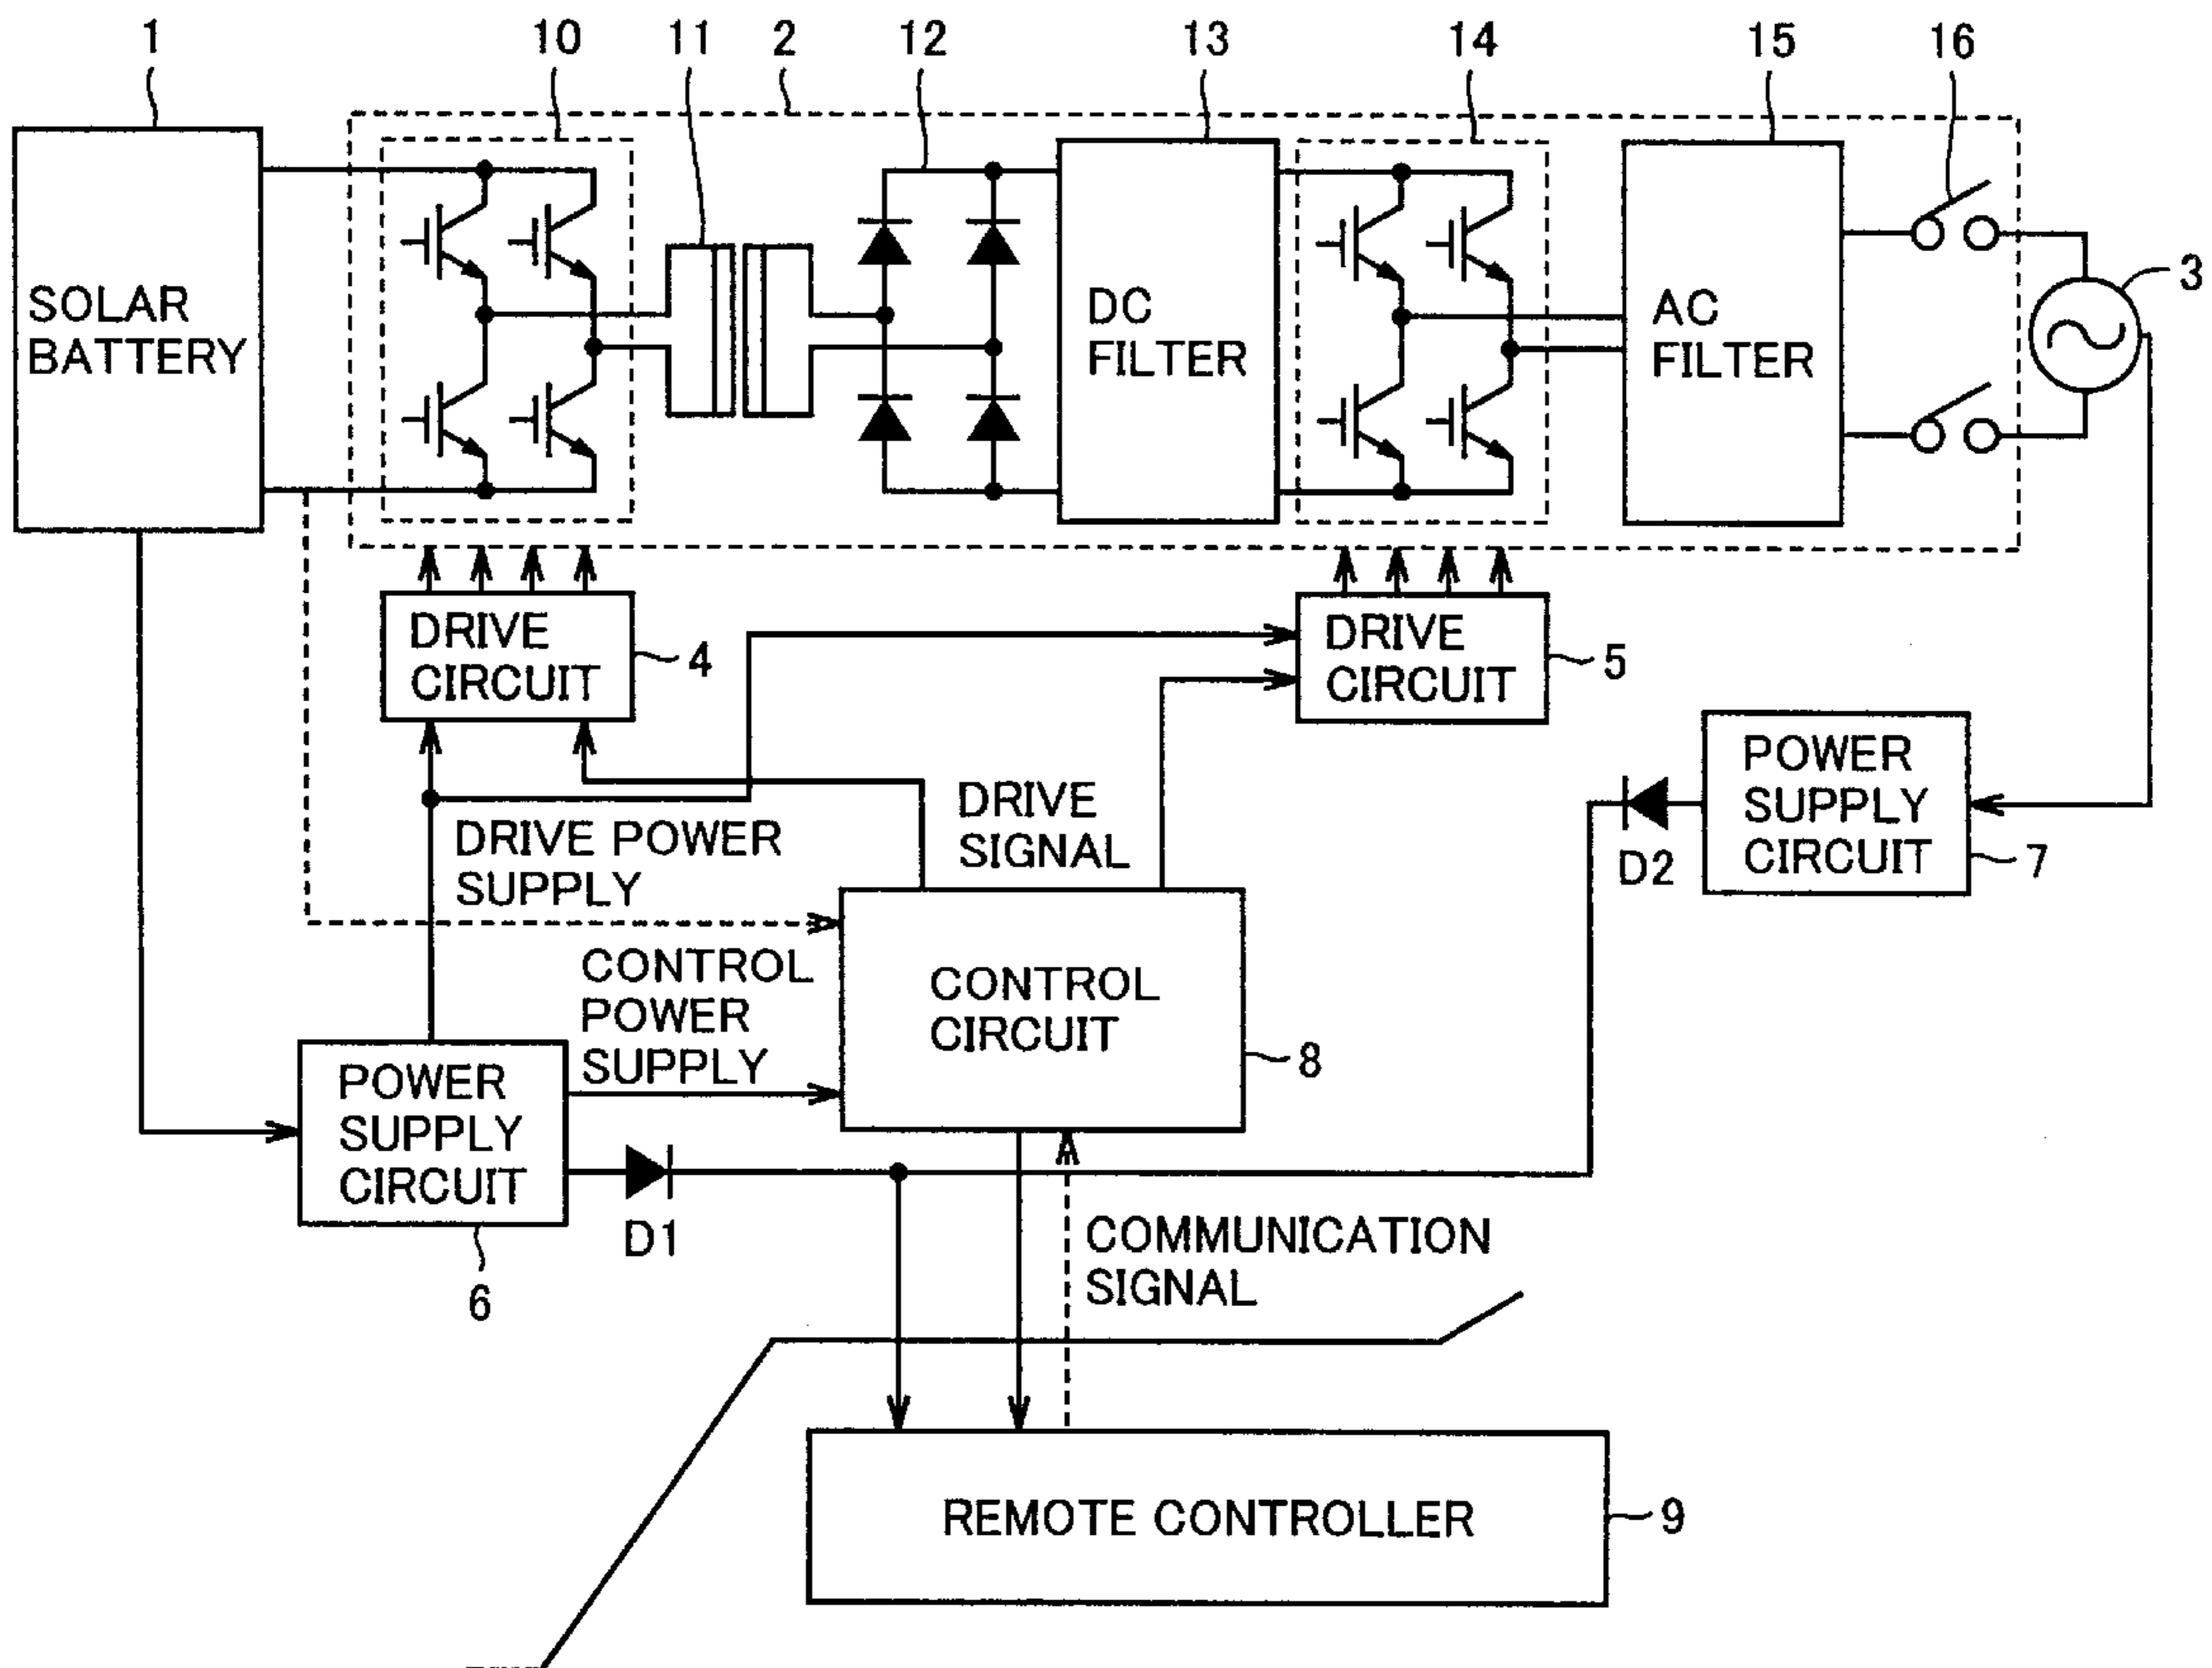 1
10
11
2
12
13
14
15
16
SOLAR
BATTERY
DC
FILTER
AC
FILTER
3
DRIVE
CIRCUIT
4
DRIVE
CIRCUIT
5
DRIVE POWER
SUPPLY
DRIVE
SIGNAL
D2
POWER
SUPPLY
CIRCUIT
7
CONTROL
POWER
SUPPLY
CONTROL
CIRCUIT
8
POWER
SUPPLY
CIRCUIT
6
D1
COMMUNICATION
SIGNAL
REMOTE CONTROLLER
9